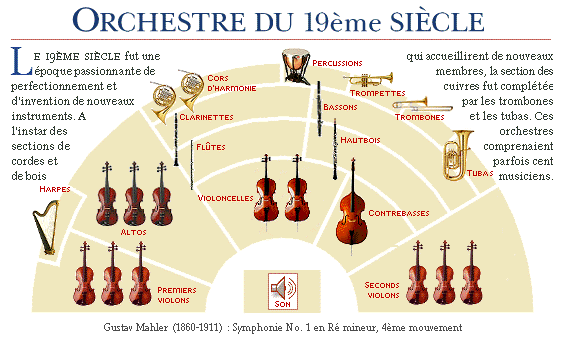 ORCHESTRE DU 19ème SIÈCLE
LE 19ÈME SIÈCLE fut une
époque passionnante de
perfectionnement et
d'invention de nouveaux
instruments. A
l'instar des
sections de
cordes et
de bois
qui accueillirent de nouveaux
membres, la section des
cuivres fut complétée
par les trombones
et les tubas. Ces
orchestres
comprenaient
parfois cent
musiciens.
PERCUSSIONS
CORS
D'HARMONIE
TROMPETTES
BASSONS
TROMBONES
CLARINETTES
HAUTBOIS
FLÛTES
TUBAS
HARPES
VIOLONCELLES
CONTREBASSES
ALTOS
PREMIERS
VIOLONS
SECONDS
VIOLONS
SON
Gustav Mahler (1860-1911) : Symphonie No. 1 en Ré mineur, 4ème mouwement